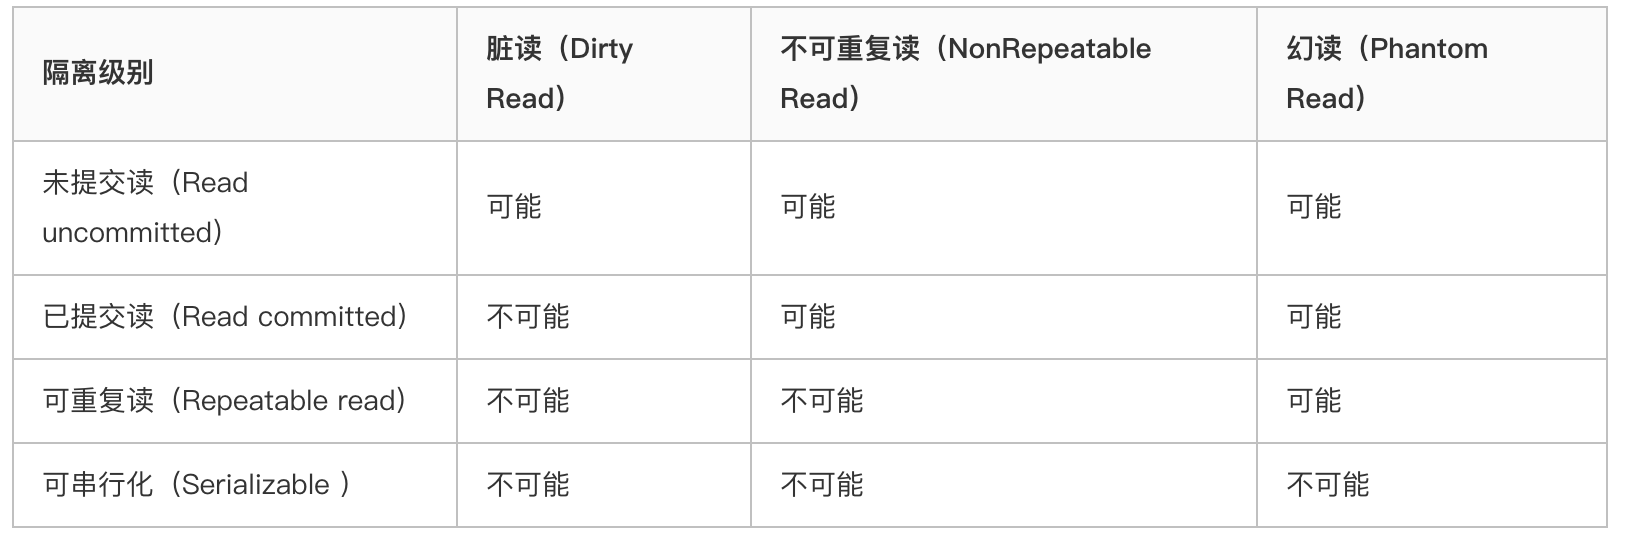 隔离级别
脏读（Dirty
Read）
不可重复读（NonRepeatable
Read）
幻读（Phantom
Read）
未提交读（Read
uncommitted）
可能
可能
可能
已提交读（Read committed）
不可能
可能
可能
可重复读（Repeatable read）
不可能
不可能
可能
可串行化（Serializable ）
不可能
不可能
不可能